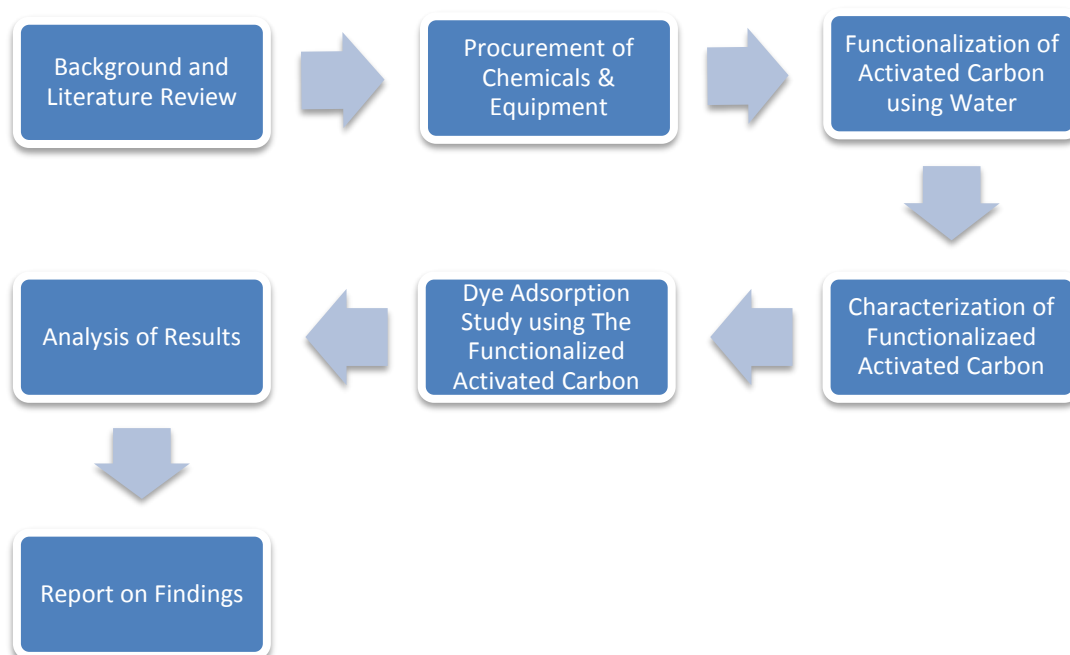 Background and
Literature Review
Procurement of
Chemicals &
Equipment
Functionalization of
Activated Carbon
using Water
Characterization of
Functionalizaed
Activated Carbon
Dye Adsorption
Study using The
Functionalized
Activated Carbon
Analysis of Results
Report on Findings